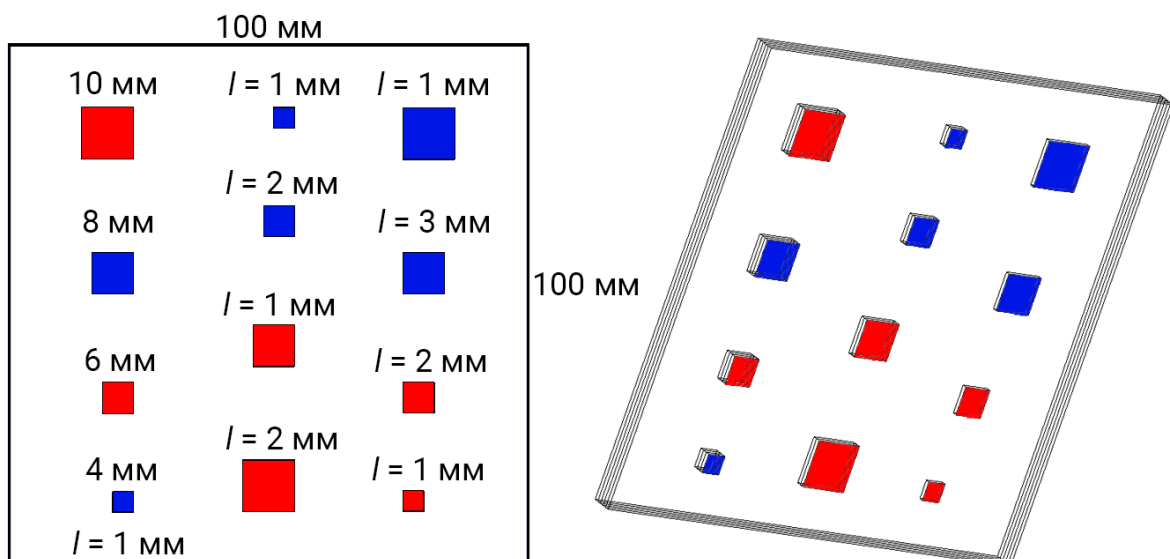 100 мм
10 мм
l = 1 мм
l = 1 мм
l = 2 мм
8 мм
l = 3 мм
100 мм
l = 1 мм
6 мм
l = 2 мм
l = 2 мм
4 мм
l = 1 мм
l = 1 мм